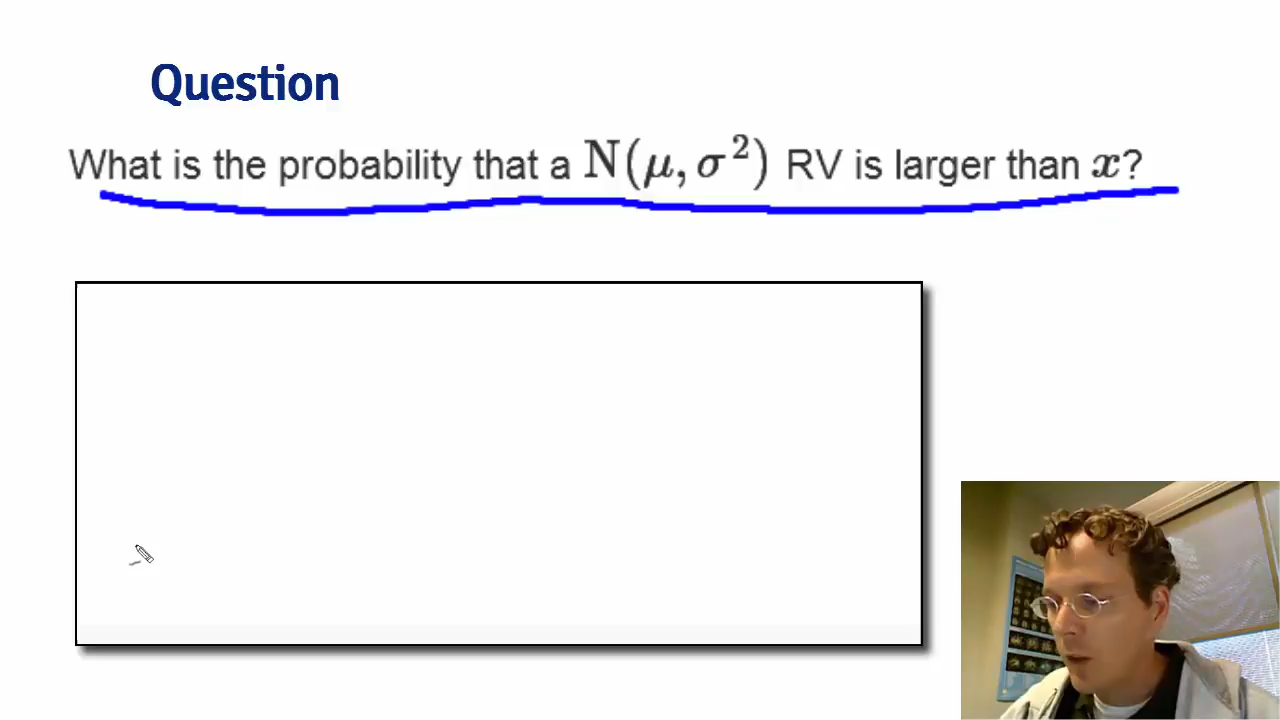 Question
What is the probability that a N(μ, σ²) RV is larger than x?